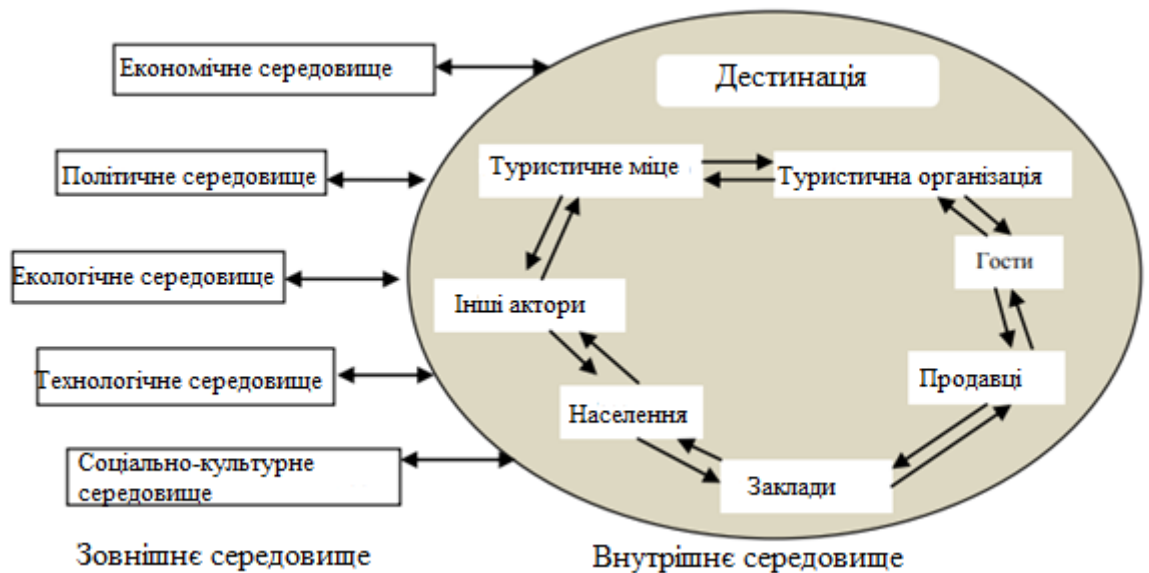 Економічне середовище
Політичне середовище
Екологічне середовище
Технологічне середовище
Соціально-культурне
середовище
Зовнішнє середовище
Дестинація
Туристичне міце
Туристична організація
Гости
Інші актори
Продавці
Населення
Заклади
Внутрішнє середовище